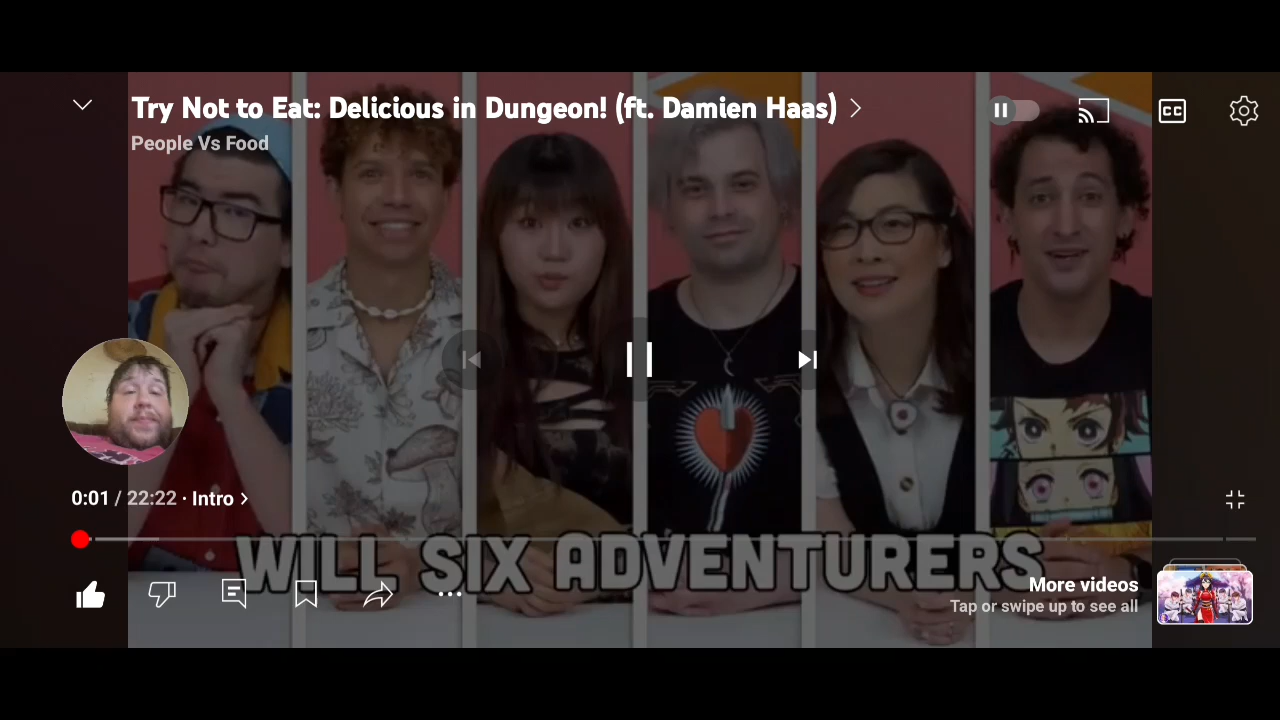 Try Not to Eat: Delicious in Dungeon! (ft. Damien Haas)
People Vs Food
CC
0:01 / 22:22 · Intro
WILL SIX ADVENTURERS
More videos
Tap or swipe up to see all